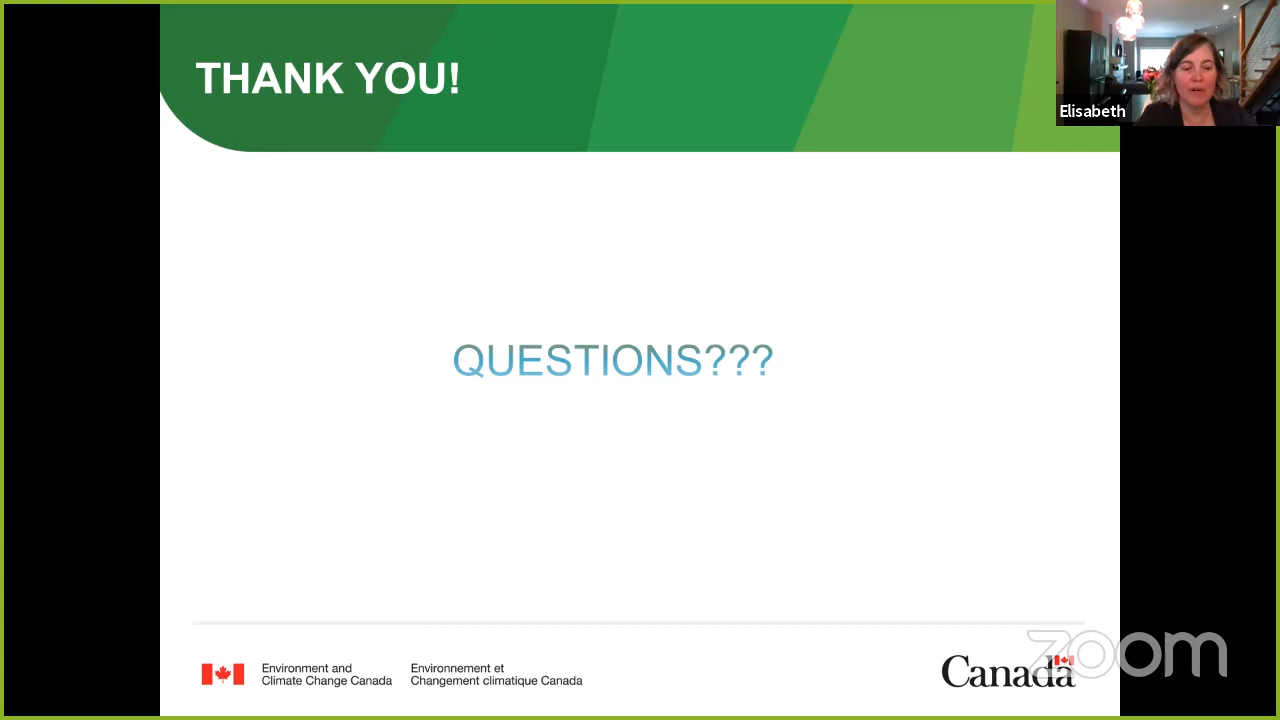 THANK YOU!
Elisabeth
QUESTIONS???
Environment and
Climate Change Canada
Environnement et
Changement climatique Canada
Canada
zoom